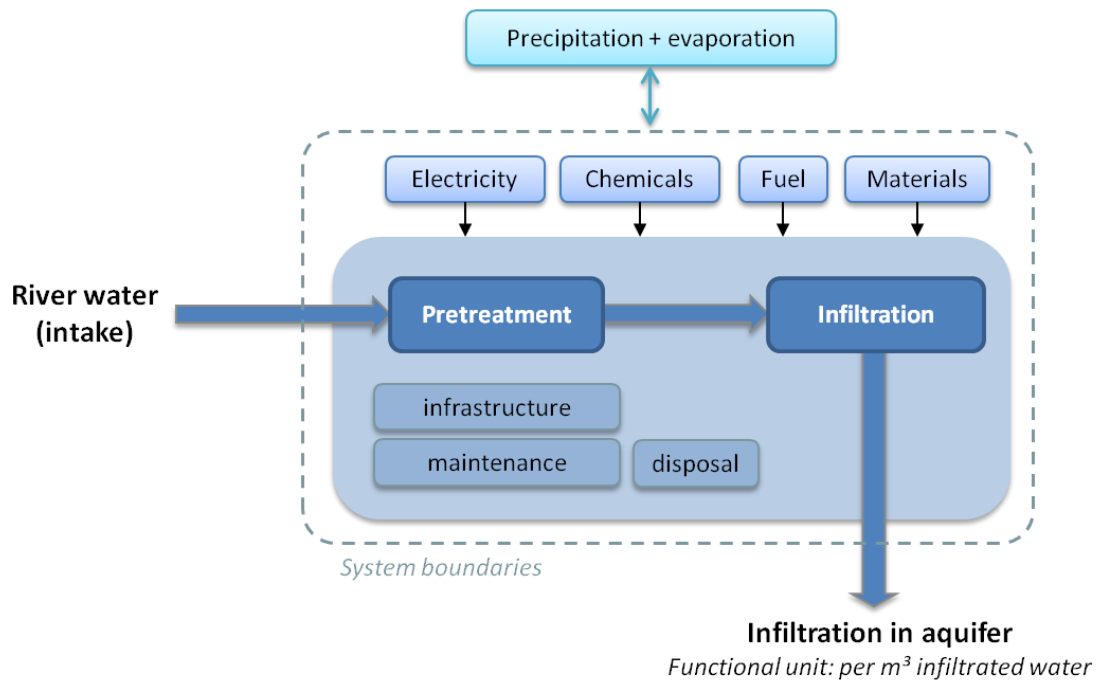 Precipitation + evaporation
Electricity
Chemicals
Fuel
Materials
River water
(intake)
Pretreatment
Infiltration
infrastructure
maintenance
disposal
System boundaries
Infiltration in aquifer
Functional unit: per m³ infiltrated water